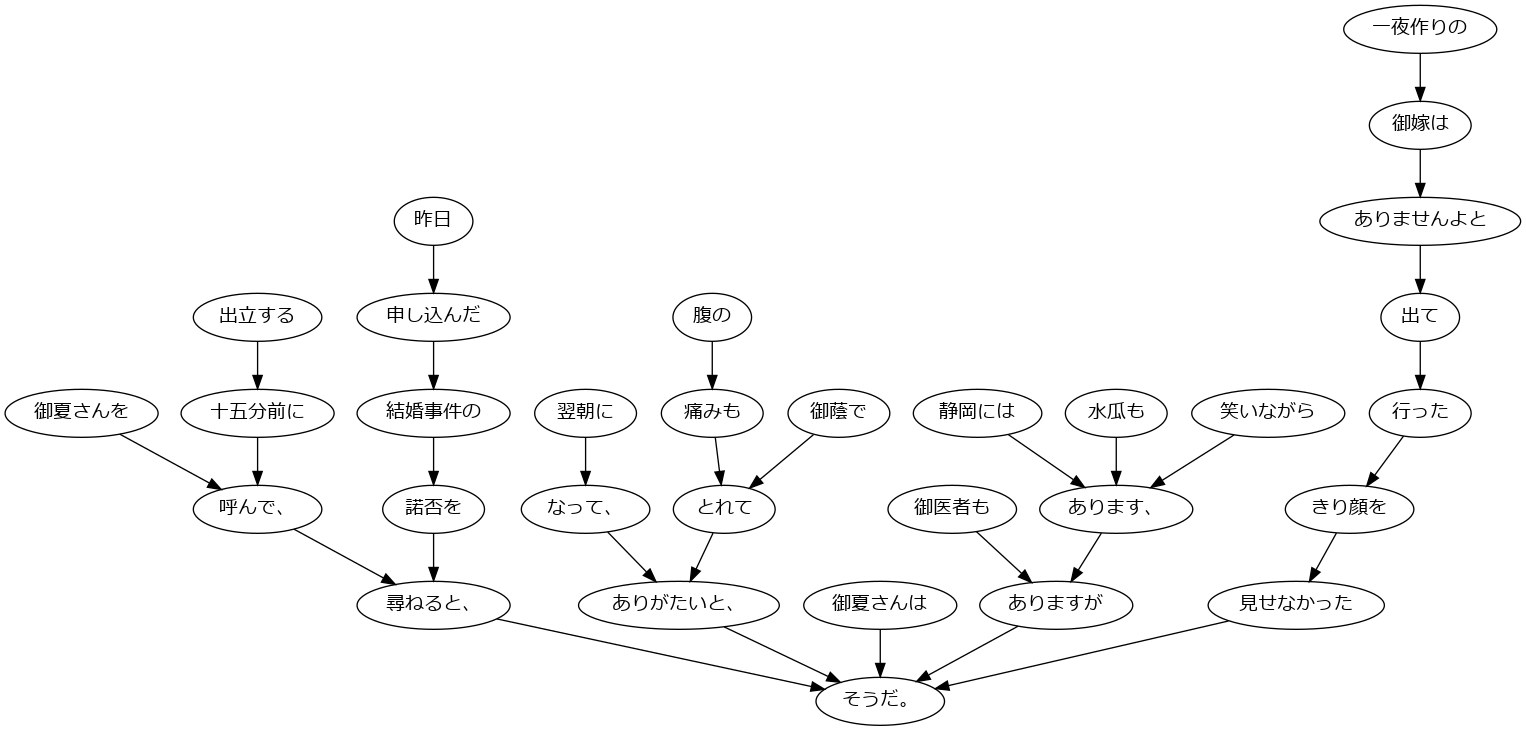 一夜作りの
御嫁は
昨日
ありませんよと
出立する
申し込んだ
腹の
出て
御夏さんを
十五分前に
結婚事件の
翌朝に
痛みも
御蔭で
静岡には
水瓜も
笑いながら
行った
呼んで、
諾否を
なって、
とれて
御医者も
あります、
きり顔を
尋ねると、
ありがたいと、
御夏さんは
ありますが
見せなかった
そうだ。